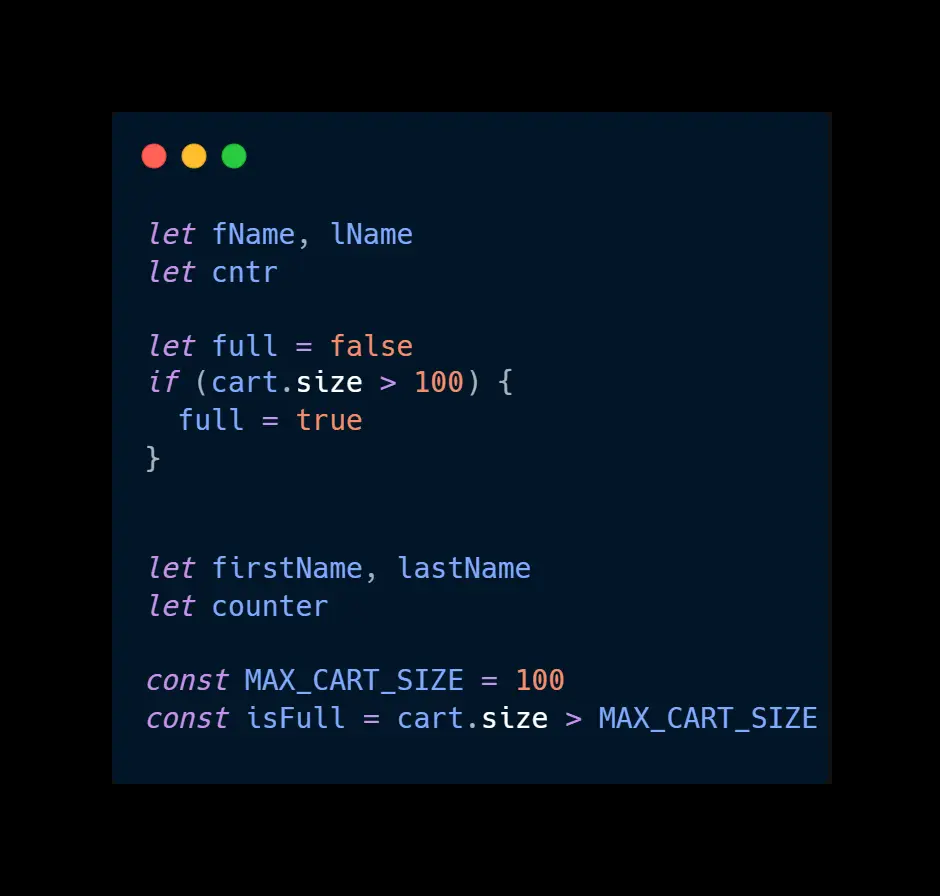 let fName, lName
let cntr
let full = false
if (cart.size > 100) {
  full = true
}
let firstName, lastName
let counter
const MAX_CART_SIZE = 100
const isFull = cart.size > MAX_CART_SIZE